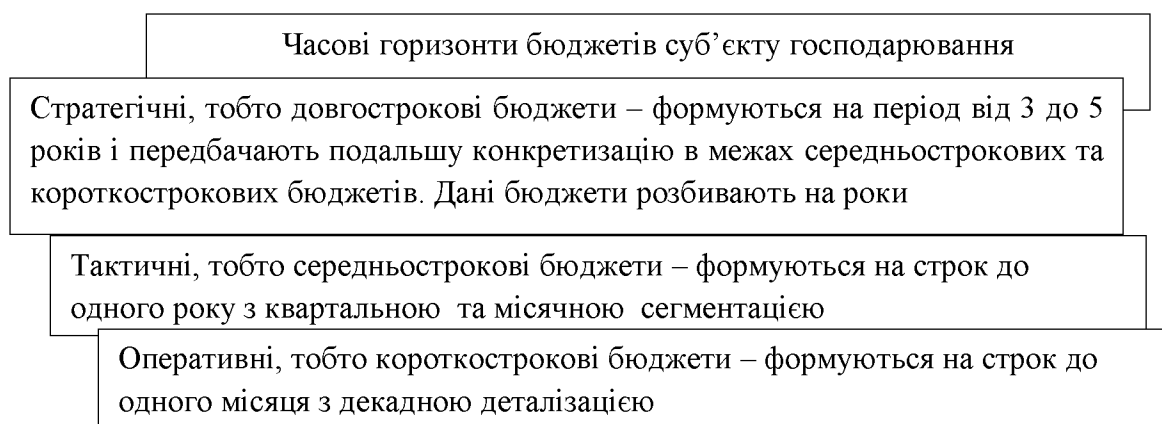 Часові горизонти бюджетів суб’єкту господарювання
Стратегічні, тобто довгострокові бюджети – формуються на період від 3 до 5
років і передбачають подальшу конкретизацію в межах середньострокових та
короткострокових бюджетів. Дані бюджети розбивають на роки
Тактичні, тобто середньострокові бюджети – формуються на строк до
одного року з квартальною та місячною сегментацією
Оперативні, тобто короткострокові бюджети – формуються на строк до
одного місяця з декадною деталізацією